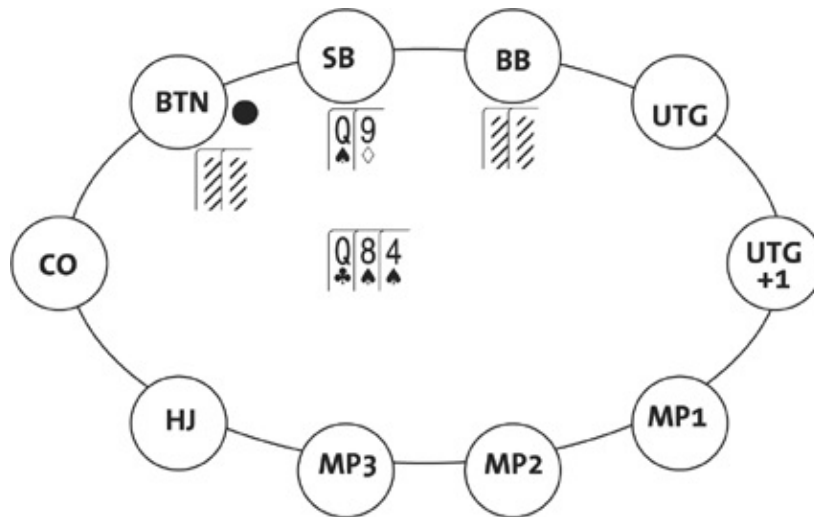 SB
BB
BTN
UTG
Q♠ 9♢
CO
Q♣ 8♠ 4♠
UTG
+1
HJ
MP1
MP3
MP2